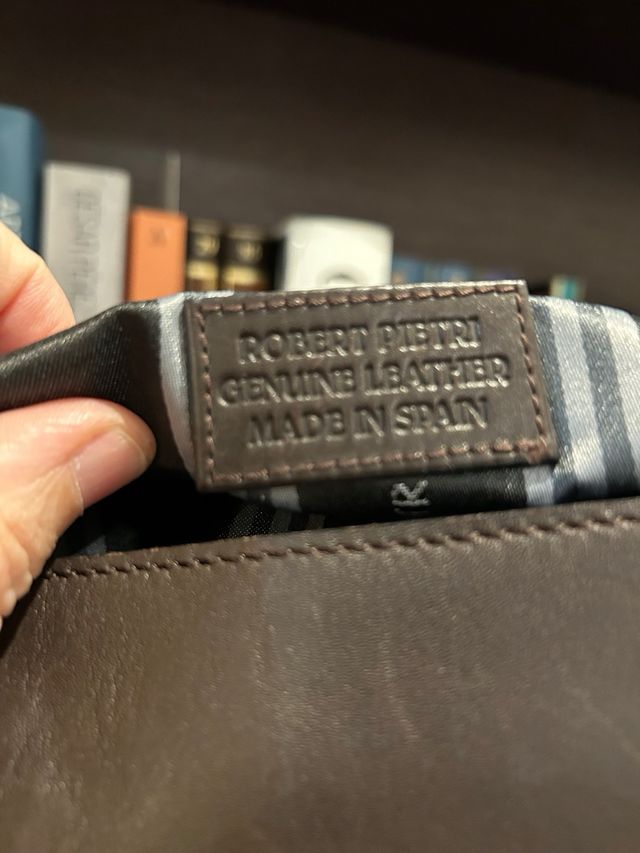 ROBERT PIETRI
GENUINE LEATHER
MADE IN SPAIN